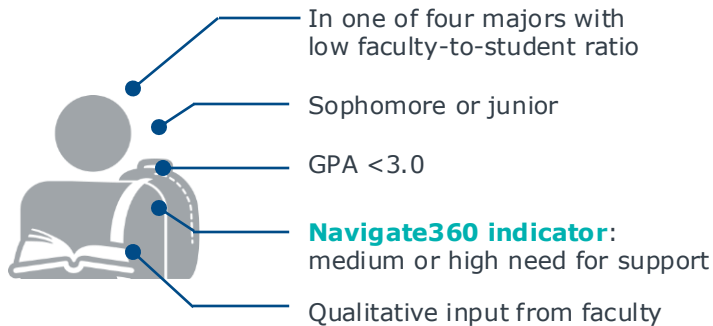 In one of four majors with
low faculty-to-student ratio
Sophomore or junior
GPA <3.0
Navigate360 indicator:
medium or high need for support
Qualitative input from faculty